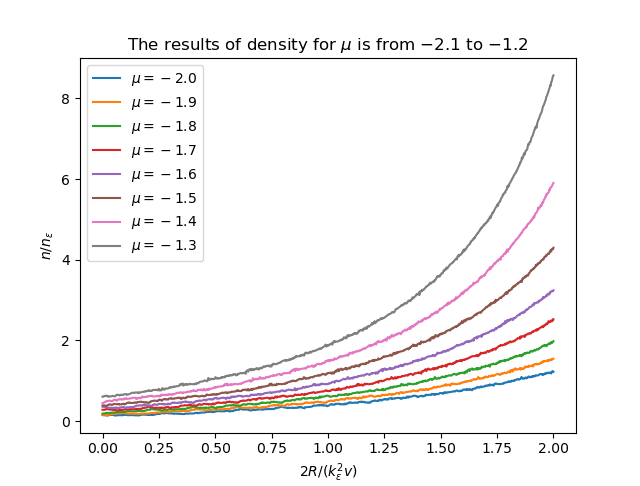 The results of density for μ is from −2.1 to −1.2
μ = −2.0
μ = −1.9
μ = −1.8
μ = −1.7
μ = −1.6
μ = −1.5
μ = −1.4
μ = −1.3
n/n_ε
8
6
4
2
0
0.00 0.25 0.50 0.75 1.00 1.25 1.50 1.75 2.00
2R/(k_ε^2 v)